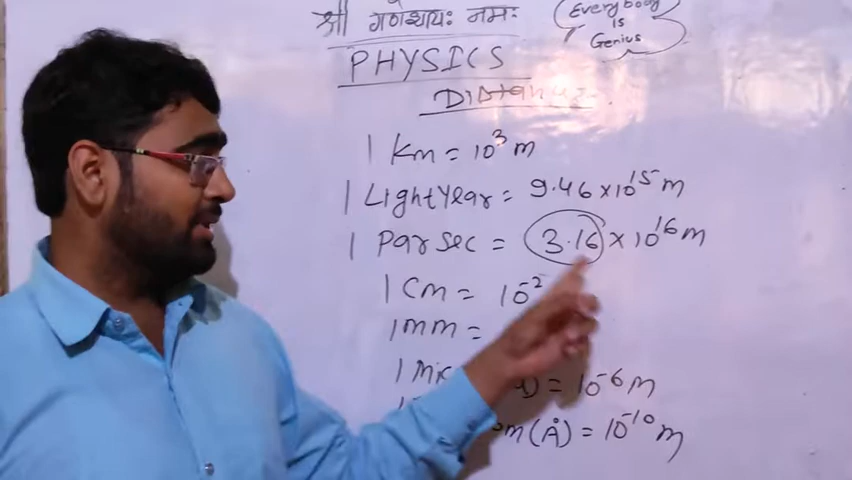 श्री गणेशायः नमः
Everybody
is
Genius
PHYSICS
Distance
1 Km = 10³ m
1 LightYear = 9.46 × 10¹⁵ m
1 Parsec = 3.16 × 10¹⁶ m
1 Cm = 10⁻²
1 mm =
1 = 10⁻⁶ m
(Å) = 10⁻¹⁰ m